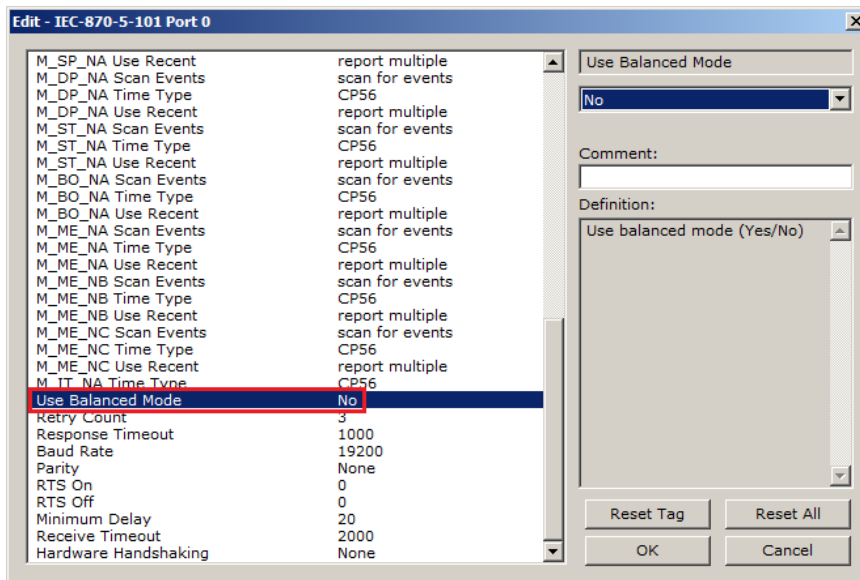 Edit - IEC-870-5-101 Port 0
M_SP_NA Use Recent report multiple
M_DP_NA Scan Events scan for events
M_DP_NA Time Type CP56
M_DP_NA Use Recent report multiple
M_ST_NA Scan Events scan for events
M_ST_NA Time Type CP56
M_ST_NA Use Recent report multiple
M_BO_NA Scan Events scan for events
M_BO_NA Time Type CP56
M_BO_NA Use Recent report multiple
M_ME_NA Scan Events scan for events
M_ME_NA Time Type CP56
M_ME_NA Use Recent report multiple
M_ME_NB Scan Events scan for events
M_ME_NB Time Type CP56
M_ME_NB Use Recent report multiple
M_ME_NC Scan Events scan for events
M_ME_NC Time Type CP56
M_ME_NC Use Recent report multiple
M_IT_NA Time Type CP56
Use Balanced Mode No
Retry Count 3
Response Timeout 1000
Baud Rate 19200
Parity None
RTS On 0
RTS Off 0
Minimum Delay 20
Receive Timeout 2000
Hardware Handshaking None
Use Balanced Mode
No
Comment:
Definition:
Use balanced mode (Yes/No)
Reset Tag Reset All
OK Cancel